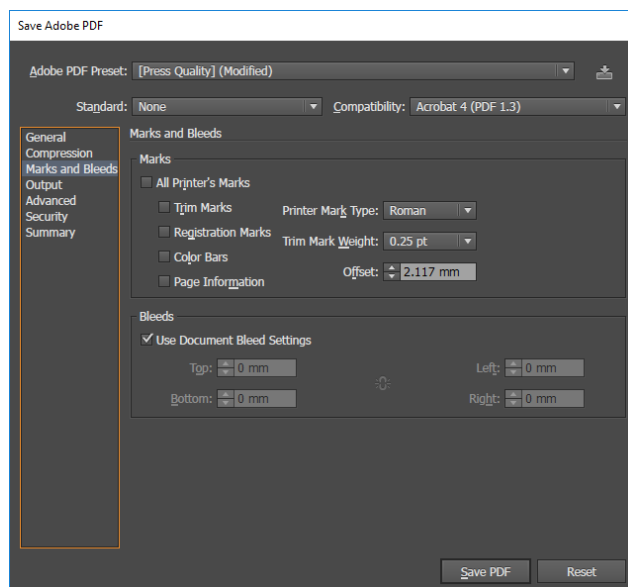 Save Adobe PDF
Adobe PDF Preset: [Press Quality] (Modified)
Standard: None Compatibility: Acrobat 4 (PDF 1.3)
General
Compression
Marks and Bleeds
Output
Advanced
Security
Summary
Marks and Bleeds
Marks
All Printer's Marks
Trim Marks
Registration Marks
Color Bars
Page Information
Printer Mark Type: Roman
Trim Mark Weight: 0.25 pt
Offset: 2.117 mm
Bleeds
Use Document Bleed Settings
Top: 0 mm Left: 0 mm
Bottom: 0 mm Right: 0 mm
Save PDF Reset